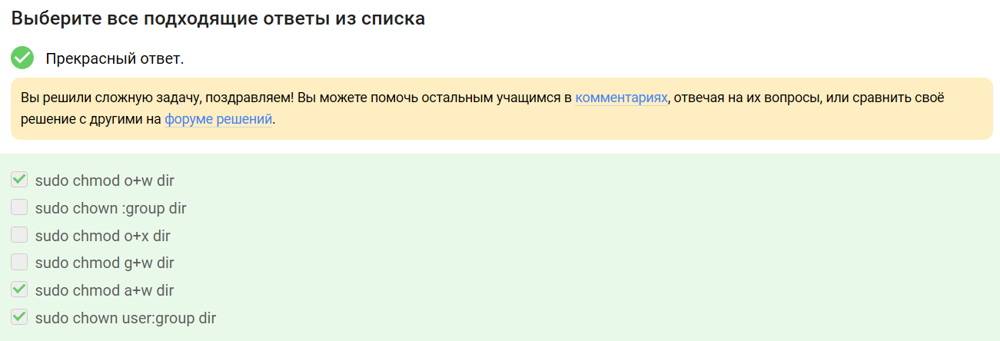 Выберите все подходящие ответы из списка
Прекрасный ответ.
Вы решили сложную задачу, поздравляем! Вы можете помочь остальным учащимся в комментариях, отвечая на их вопросы, или сравнить своё
решение с другими на форуме решений.
sudo chmod o+w dir
sudo chown :group dir
sudo chmod o+x dir
sudo chmod g+w dir
sudo chmod a+w dir
sudo chown user:group dir